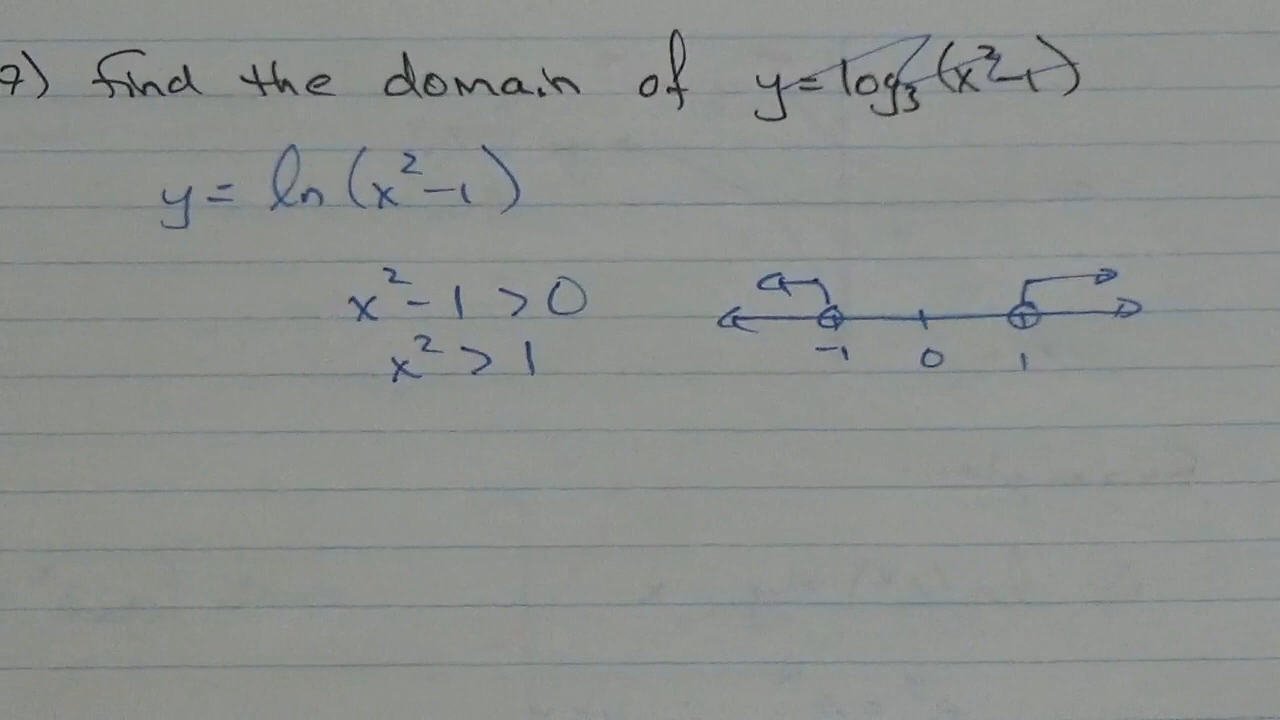 7) find the domain of y=log₃(x²-1)
y= ln(x²-1)
x²-1>0
x²>1
-1 0 1